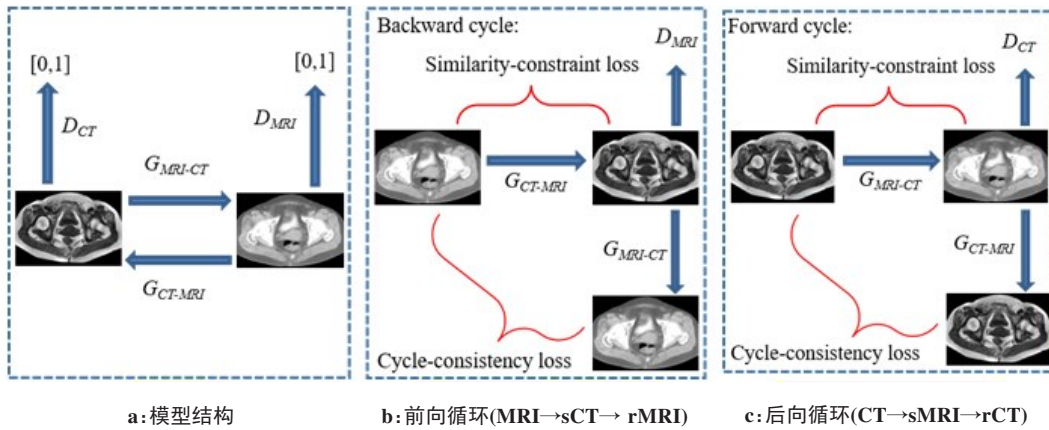 [0,1]
[0,1]
D_CT
D_MRI
G_MRI-CT
G_CT-MRI
Backward cycle:
D_MRI
Similarity-constraint loss
G_CT-MRI
G_MRI-CT
Cycle-consistency loss
Forward cycle:
D_CT
Similarity-constraint loss
G_MRI-CT
G_CT-MRI
Cycle-consistency loss
a:模型结构
b:前向循环(MRI→sCT→ rMRI)
c:后向循环(CT→sMRI→rCT)